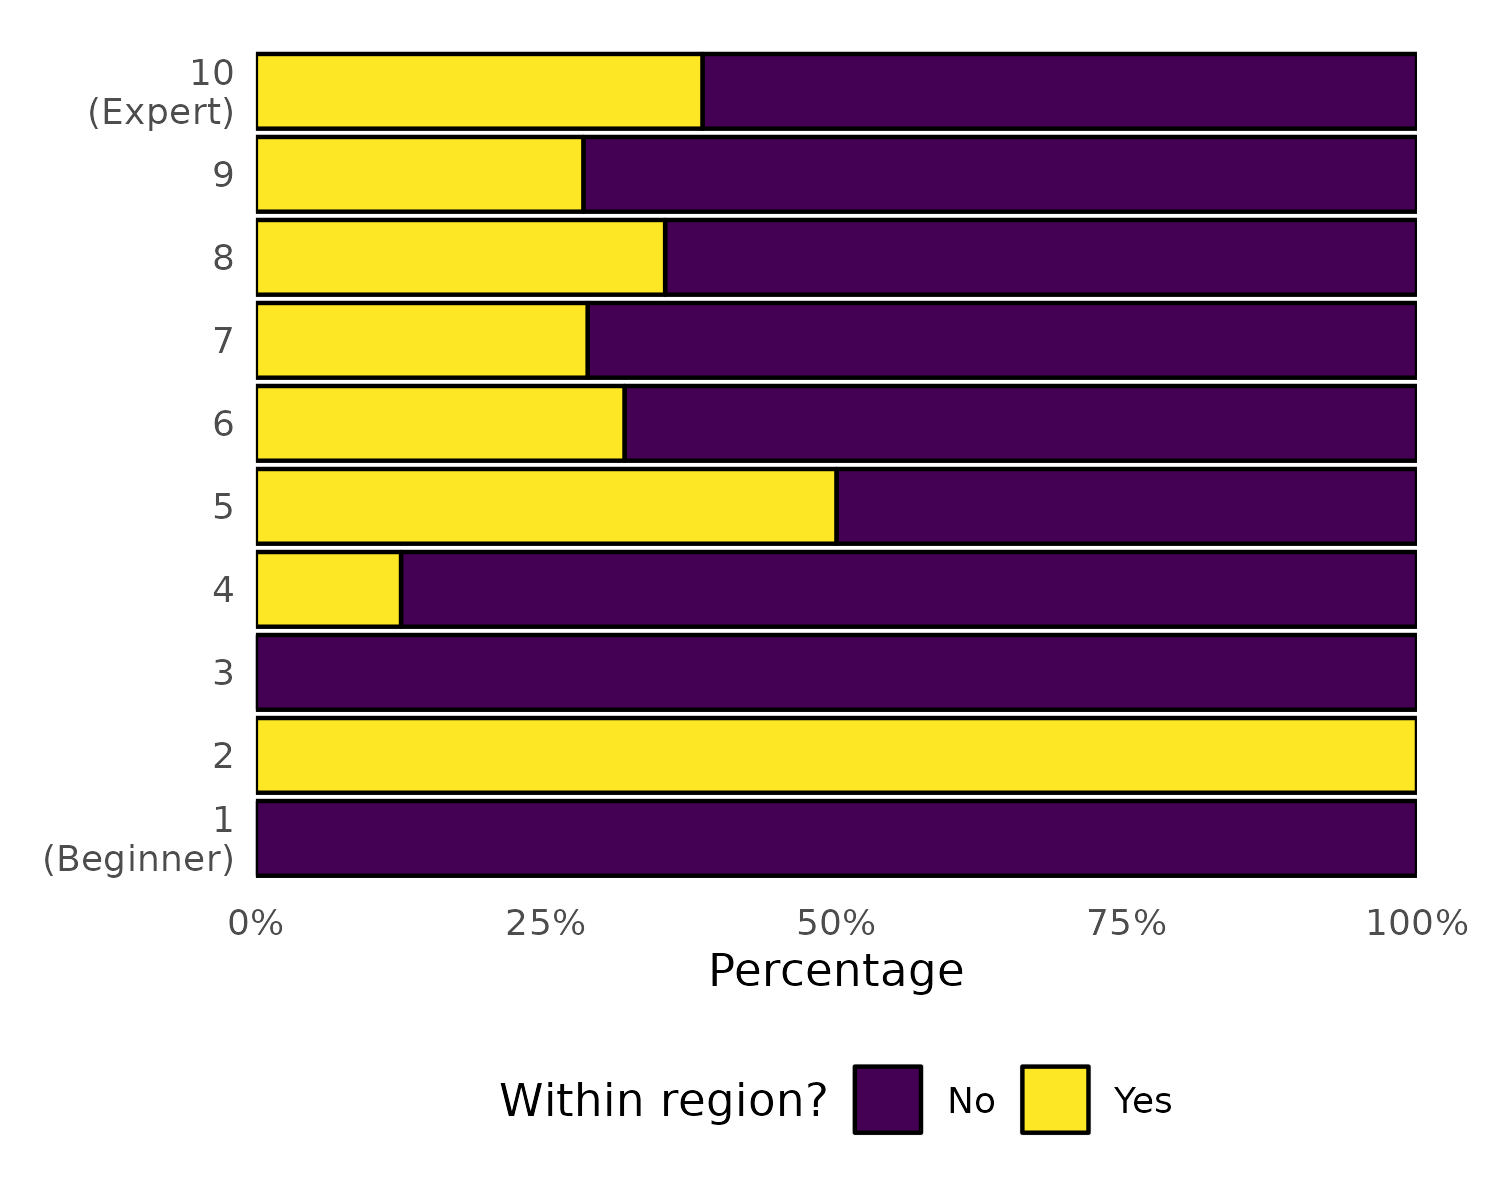 10
(Expert)
9
8
7
6
5
4
3
2
1
(Beginner)
0% 25% 50% 75% 100%
Percentage
Within region? No Yes